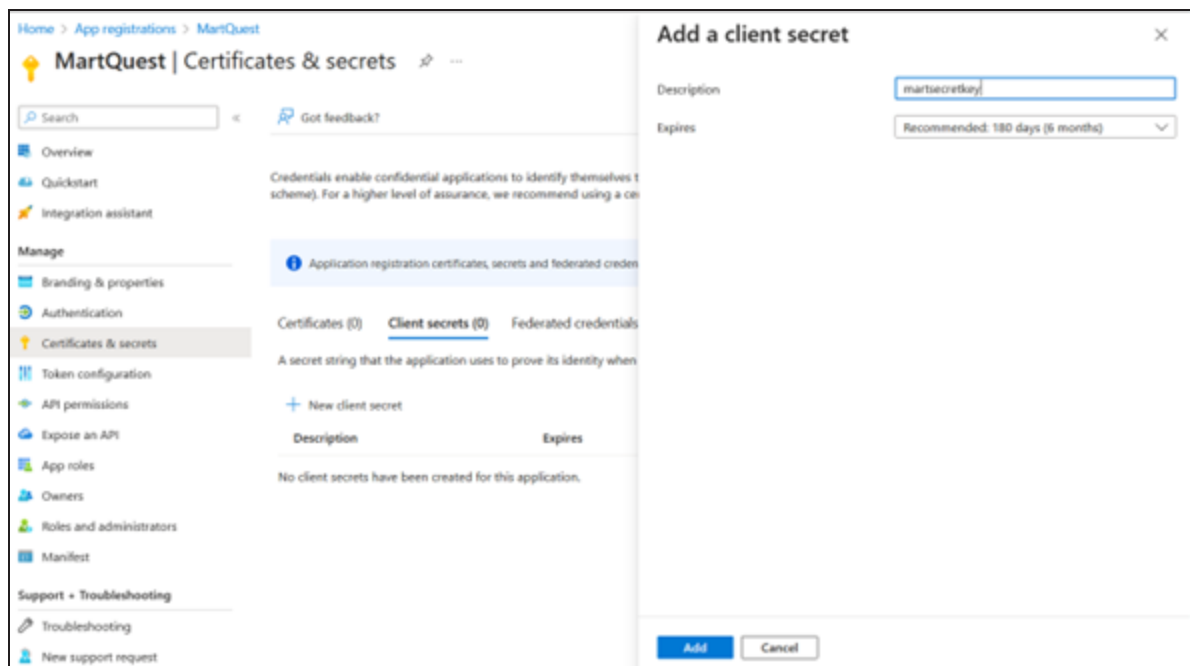 Home > App registrations > MartQuest
MartQuest | Certificates & secrets
Search
Overview
Quickstart
Integration assistant
Manage
Branding & properties
Authentication
Certificates & secrets
Token configuration
API permissions
Expose an API
App roles
Owners
Roles and administrators
Manifest
Support + Troubleshooting
Troubleshooting
New support request
Got feedback?
Credentials enable confidential applications to identify themselves t
scheme). For a higher level of assurance, we recommend using a ce
Application registration certificates, secrets and federated creden
Certificates (0) Client secrets (0) Federated credentials
A secret string that the application uses to prove its identity when
New client secret
Description Expires
No client secrets have been created for this application.
Add a client secret
Description martsecretkey
Expires Recommended: 180 days (6 months)
Add Cancel